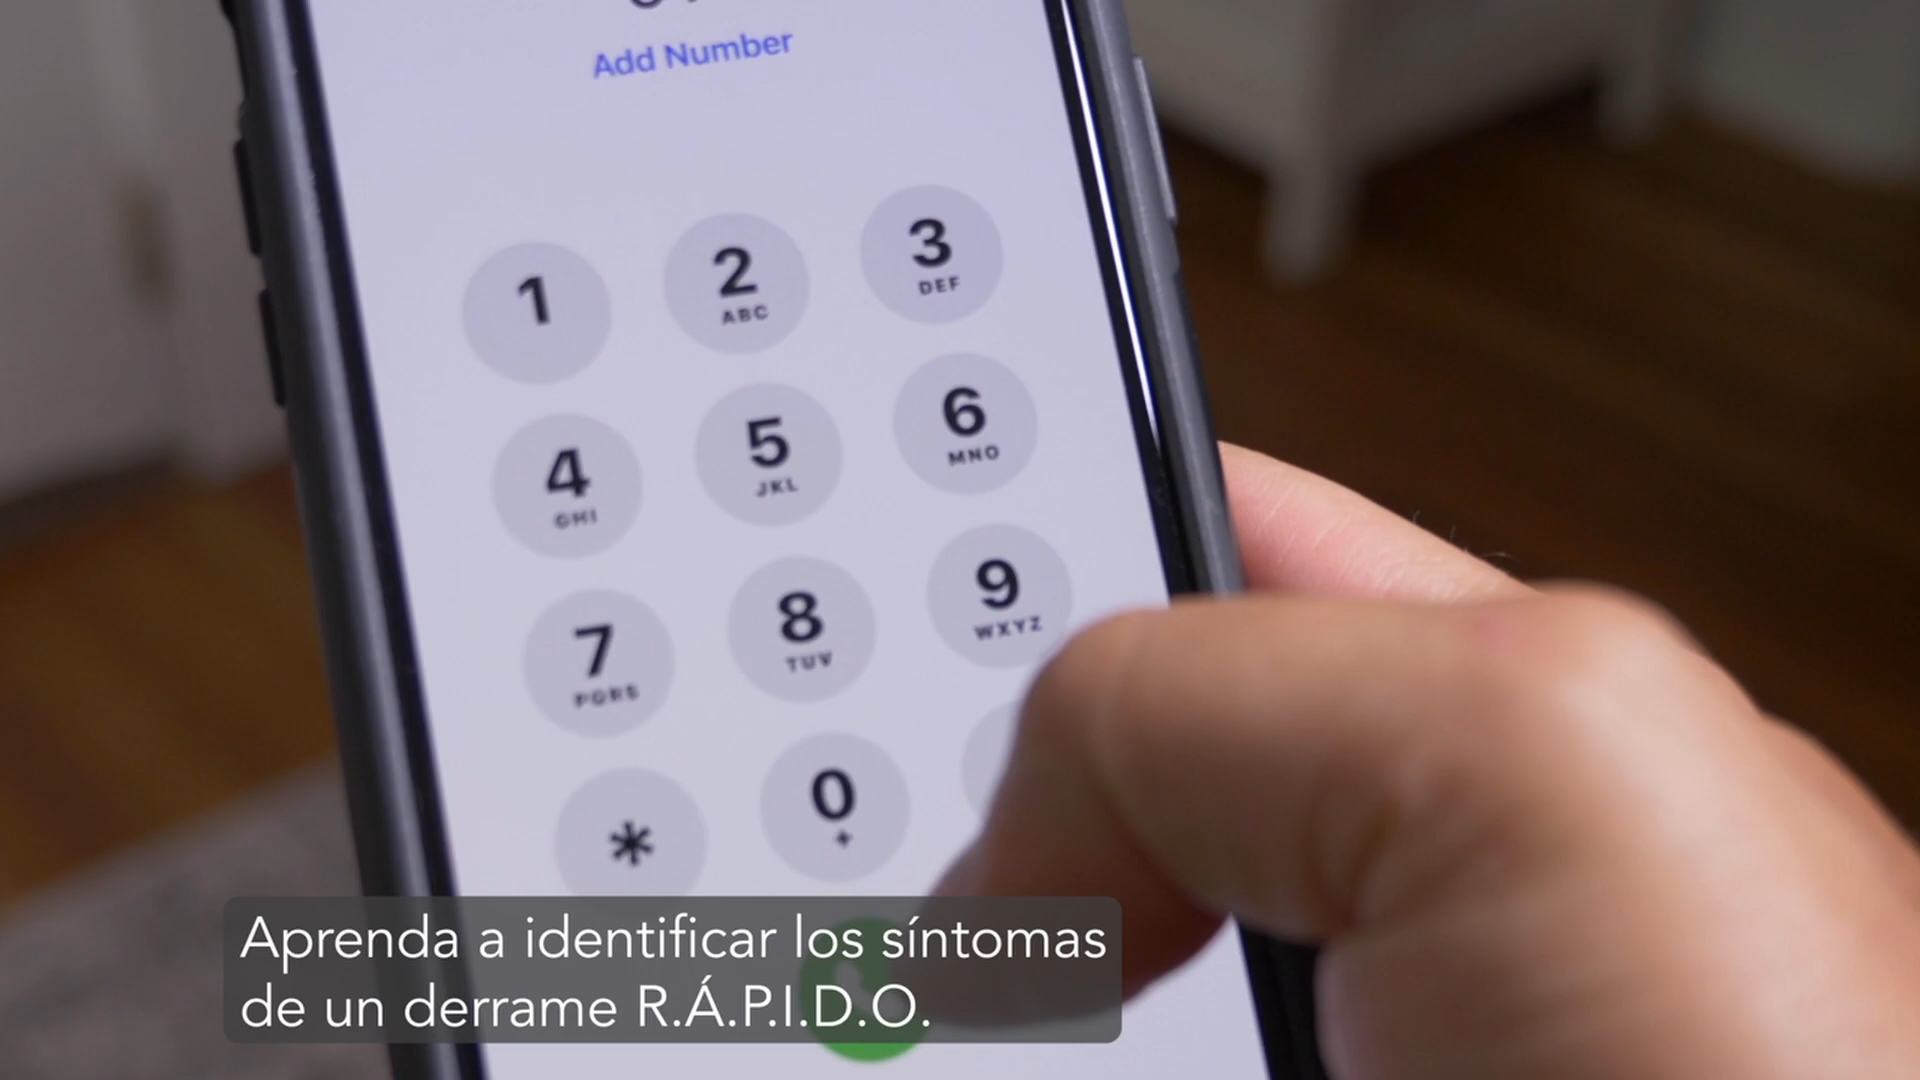 Add Number
1
2
ABC
3
DEF
4
GHI
5
JKL
6
MNO
7
PQRS
8
TUV
9
WXYZ
*
0
+
Aprenda a identificar los síntomas
de un derrame R.Á.P.I.D.O.